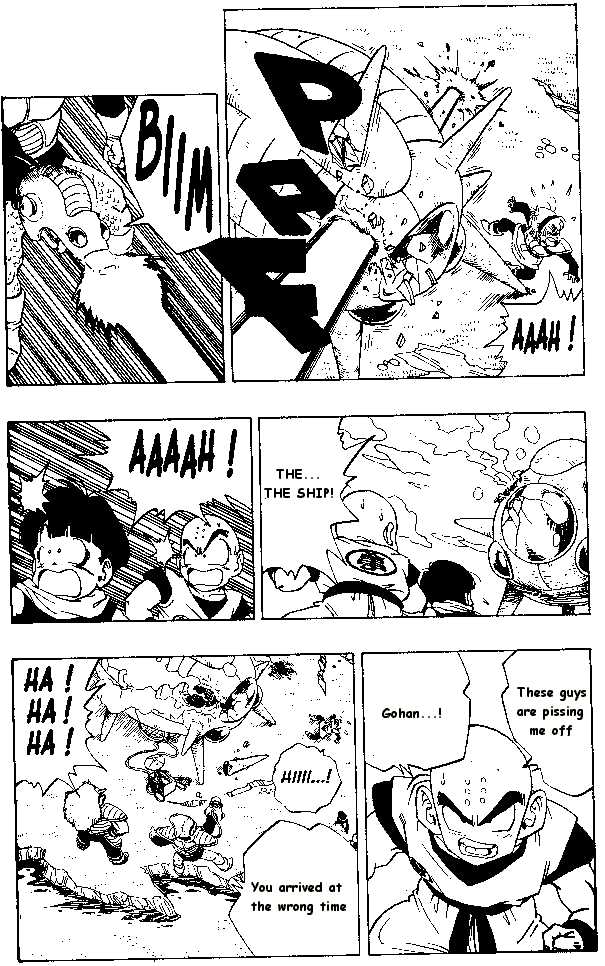 BIIM
AAAH !
AAAAH !
THE...
THE SHIP!
HA !
HA !
HA !
HIIII...!
You arrived at
the wrong time
Gohan...!
These guys
are pissing
me off